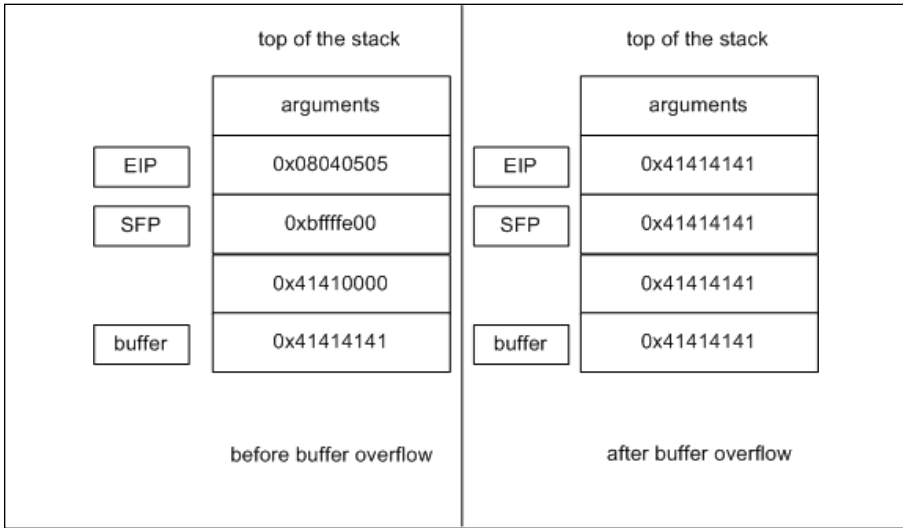 top of the stack
arguments
EIP
0x08040505
SFP
0xbffffe00
0x41410000
buffer
0x41414141
before buffer overflow
top of the stack
arguments
EIP
0x41414141
SFP
0x41414141
0x41414141
buffer
0x41414141
after buffer overflow